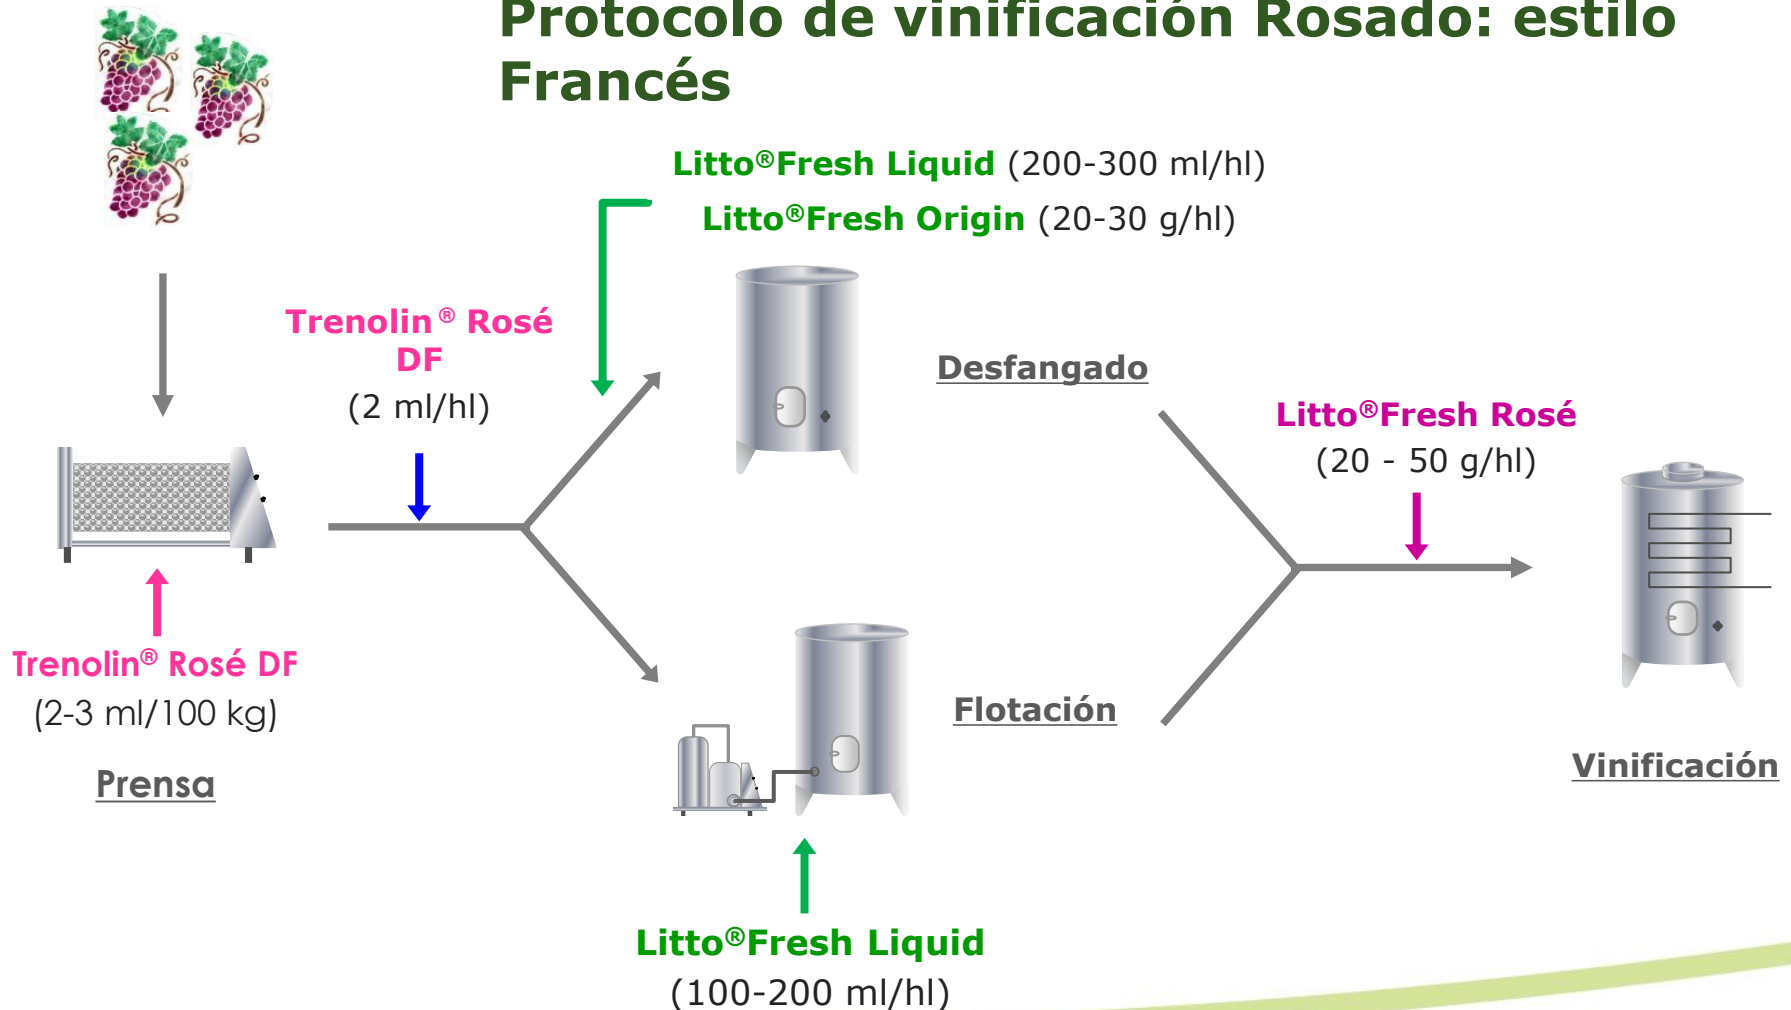 Protocolo de vinificación Rosado: estilo
Francés
Litto®Fresh Liquid (200-300 ml/hl)
Litto®Fresh Origin (20-30 g/hl)
Trenolin® Rosé
DF
(2 ml/hl)
Desfangado
Litto®Fresh Rosé
(20 - 50 g/hl)
Trenolin® Rosé DF
(2-3 ml/100 kg)
Prensa
Flotación
Vinificación
Litto®Fresh Liquid
(100-200 ml/hl)